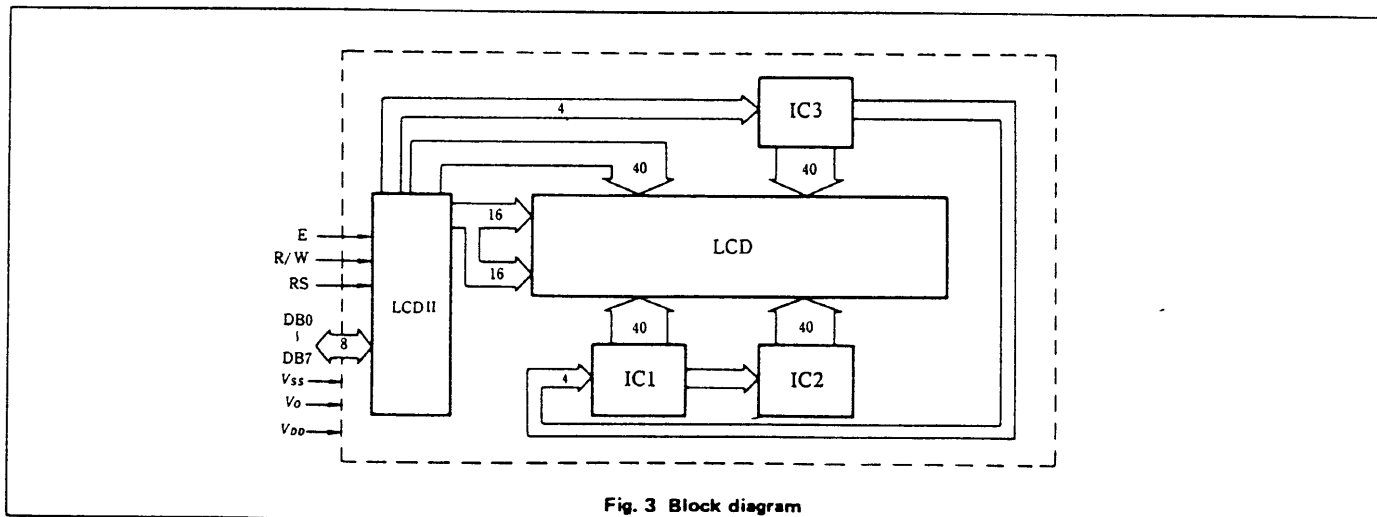 4
IC3
40
40
16
LCD
16
E
R/W
RS
LCDII
DB0
~
DB7
8
VSS
VO
VDD
40
40
4
IC1
IC2
Fig. 3 Block diagram